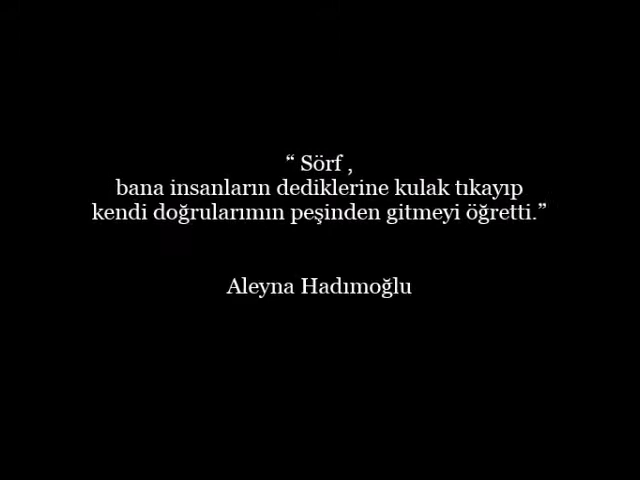 “ Sörf ,
bana insanların dediklerine kulak tıkayıp
kendi doğrularımın peşinden gitmeyi öğretti.”
Aleyna Hadımoğlu